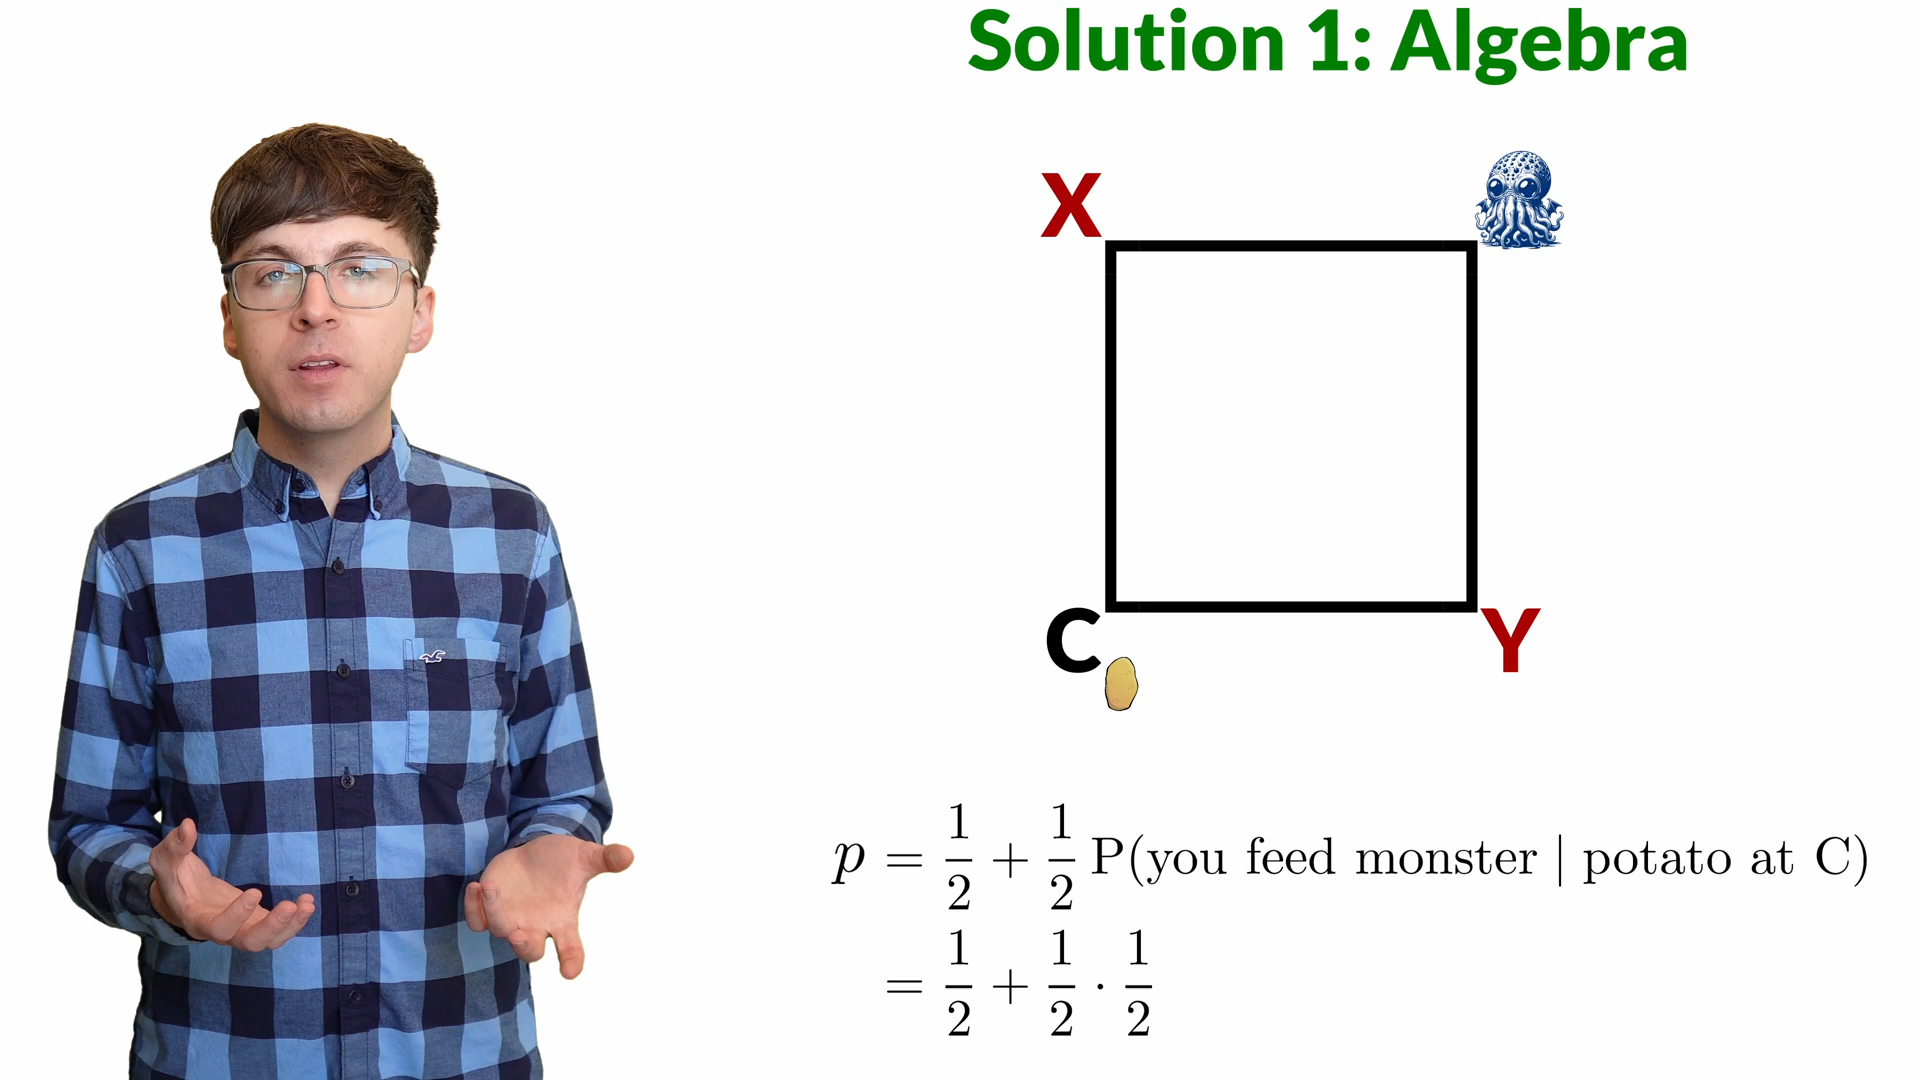 Solution 1: Algebra
X
C
Y
p = 1/2 + 1/2 P(you feed monster | potato at C)
= 1/2 + 1/2 · 1/2